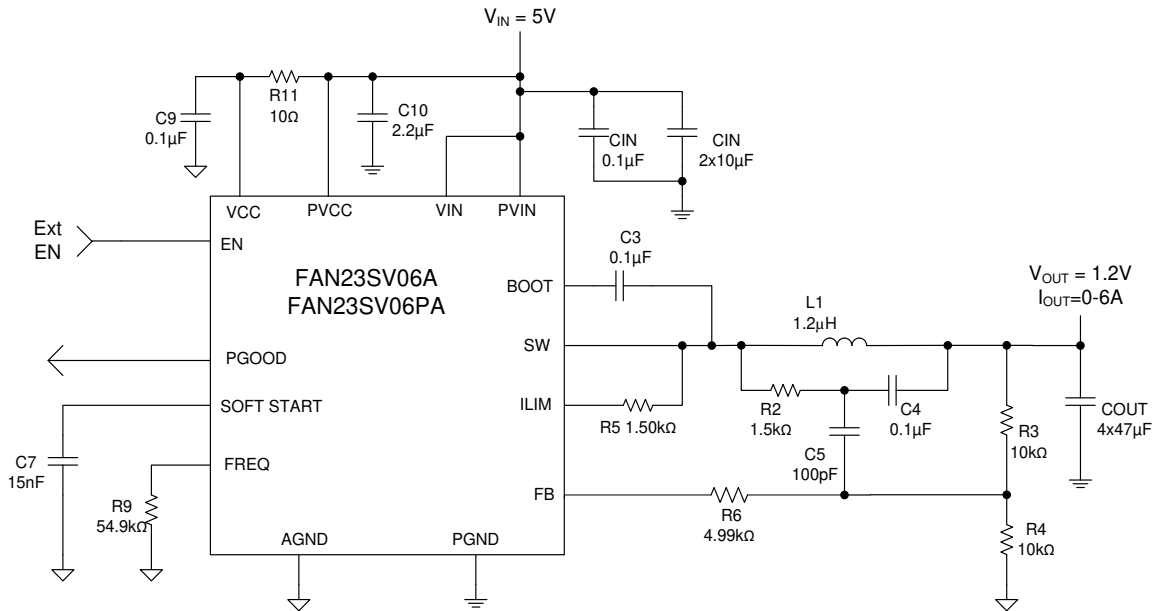 V_IN = 5V
R11
10Ω
C9
0.1µF
C10
2.2µF
CIN
0.1µF
CIN
2x10µF
VCC
PVCC
VIN
PVIN
Ext
EN
EN
FAN23SV06A
FAN23SV06PA
BOOT
C3
0.1µF
V_OUT = 1.2V
I_OUT=0-6A
L1
1.2µH
SW
PGOOD
SOFT START
ILIM
R5 1.50kΩ
R2
1.5kΩ
C4
0.1µF
C5
100pF
R3
10kΩ
COUT
4x47µF
C7
15nF
FREQ
R9
54.9kΩ
FB
R6
4.99kΩ
R4
10kΩ
AGND
PGND